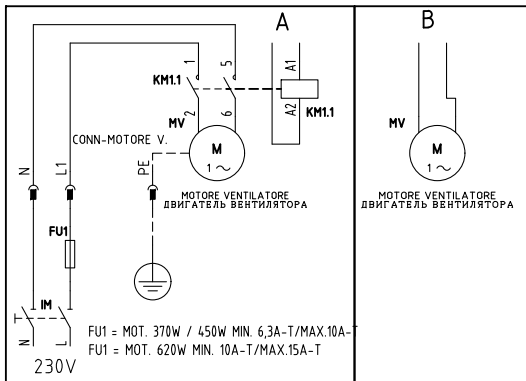 A
B
1
5
A1
KM1.1
A2
KM1.1
2
6
MV
MV
CONN-MOTORE V.
M
1 ~
M
1 ~
N
L1
PE
MOTORE VENTILATORE
ДВИГАТЕЛЬ ВЕНТИЛЯТОРА
MOTORE VENTILATORE
ДВИГАТЕЛЬ ВЕНТИЛЯТОРА
FU1
IM
N
L
FU1 = MOT. 370W / 450W MIN. 6,3A-T/MAX.10A-T
FU1 = MOT. 620W MIN. 10A-T/MAX.15A-T
230V